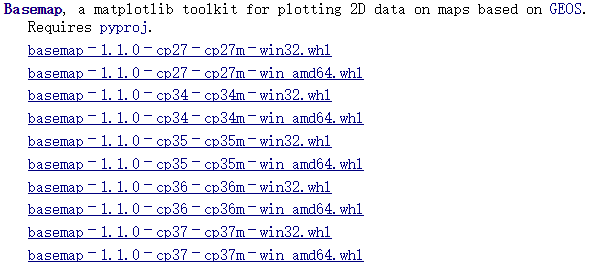 Basemap, a matplotlib toolkit for plotting 2D data on maps based on GEOS.
Requires pyproj.
basemap‑1.1.0‑cp27‑cp27m‑win32.whl
basemap‑1.1.0‑cp27‑cp27m‑win_amd64.whl
basemap‑1.1.0‑cp34‑cp34m‑win32.whl
basemap‑1.1.0‑cp34‑cp34m‑win_amd64.whl
basemap‑1.1.0‑cp35‑cp35m‑win32.whl
basemap‑1.1.0‑cp35‑cp35m‑win_amd64.whl
basemap‑1.1.0‑cp36‑cp36m‑win32.whl
basemap‑1.1.0‑cp36‑cp36m‑win_amd64.whl
basemap‑1.1.0‑cp37‑cp37m‑win32.whl
basemap‑1.1.0‑cp37‑cp37m‑win_amd64.whl